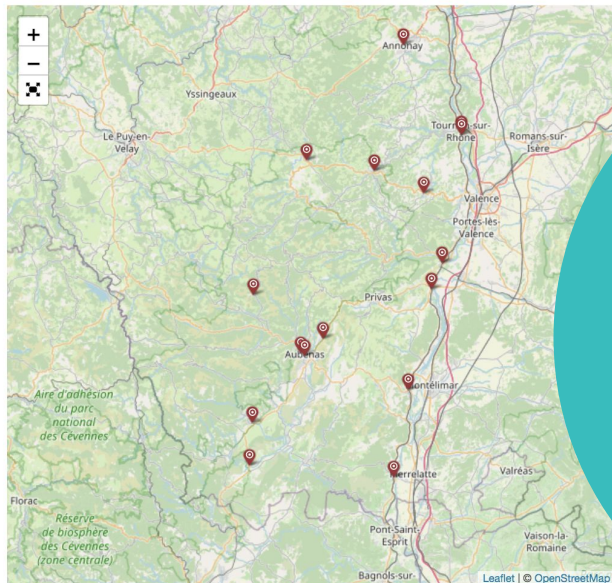 +
−
Annonay
Yssingeaux
Le Puy-en-
Velay
Tournon-sur-
Rhône
Romans-sur-
Isère
Valence
Portes-lès-
Valence
Privas
Aubenas
Montélimar
Aire d'adhésion
du parc
national
des Cévennes
Pierrelatte
Valréas
Florac
Réserve
de biosphère
des Cévennes
(zone centrale)
Pont-Saint-
Esprit
Vaison-la-
Romaine
Bagnols-sur-
Leaflet | © OpenStreetMap